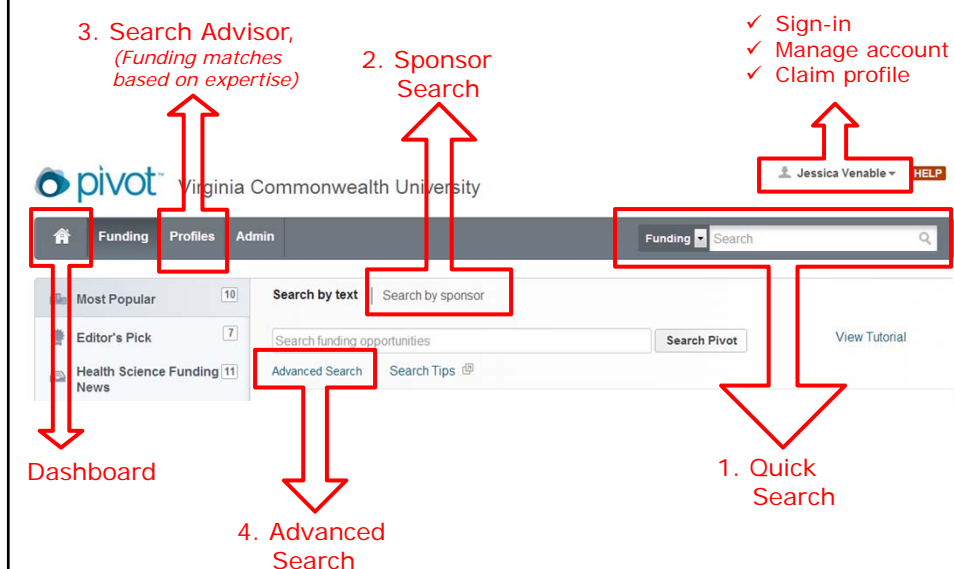 3. Search Advisor,
(Funding matches
based on expertise)
2. Sponsor
Search
✓ Sign-in
✓ Manage account
✓ Claim profile
pivot™ Virginia Commonwealth University
Jessica Venable
HELP
Funding
Profiles
Admin
Funding
Search
Most Popular 10
Search by text
Search by sponsor
Editor's Pick 7
Search funding opportunities
Search Pivot
View Tutorial
Health Science Funding 11
News
Advanced Search
Search Tips
Dashboard
1. Quick
Search
4. Advanced
Search